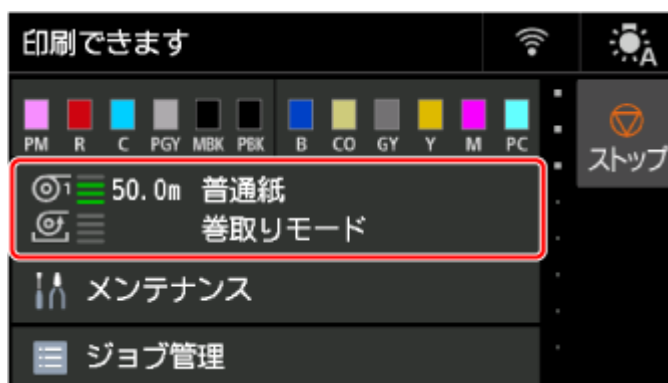 印刷できます
A
PM R C PGY MBK PBK B CO GY Y M PC
ストップ
1 50.0m 普通紙
巻取りモード
メンテナンス
ジョブ管理